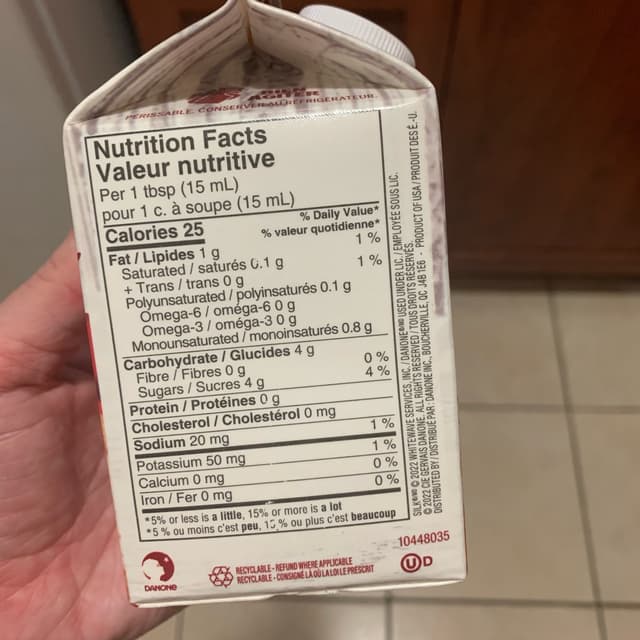 BIEN
AGITER
PÉRISSABLE. CONSERVER AU RÉFRIGÉRATEUR.
Nutrition Facts
Valeur nutritive
Per 1 tbsp (15 mL)
pour 1 c. à soupe (15 mL)
Calories 25
% Daily Value*
% valeur quotidienne*
Fat / Lipides 1 g 1 %
Saturated / saturés 0.1 g 1 %
+ Trans / trans 0 g
Polyunsaturated / polyinsaturés 0.1 g
Omega-6 / oméga-6 0 g
Omega-3 / oméga-3 0 g
Monounsaturated / monoinsaturés 0.8 g
Carbohydrate / Glucides 4 g
Fibre / Fibres 0 g 0 %
Sugars / Sucres 4 g 4 %
Protein / Protéines 0 g
Cholesterol / Cholestérol 0 mg
Sodium 20 mg 1 %
Potassium 50 mg 1 %
Calcium 0 mg 0 %
Iron / Fer 0 mg 0 %
*5% or less is a little, 15% or more is a lot
*5 % ou moins c'est peu, 15 % ou plus c'est beaucoup
SILK®MD © 2022 WHITEWAVE SERVICES, INC. / DANONE®MD USED UNDER LIC. / EMPLOYÉE SOUS LIC.
© 2022 CIE GERVAIS DANONE. ALL RIGHTS RESERVED / TOUS DROITS RÉSERVÉS.
DISTRIBUTED BY / DISTRIBUÉ PAR : DANONE INC., BOUCHERVILLE, QC J4B 1E6 - PRODUCT OF USA / PRODUIT DES É.-U.
10448035
DANONE
RECYCLABLE - REFUND WHERE APPLICABLE
RECYCLABLE - CONSIGNÉ LÀ OÙ LA LOI LE PRESCRIT
U D